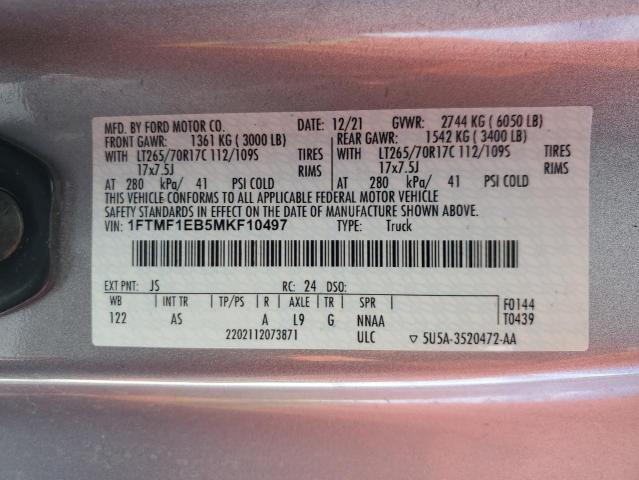 MFD. BY FORD MOTOR CO. DATE: 12/21 GVWR: 2744 KG ( 6050 LB)
FRONT GAWR: 1361 KG ( 3000 LB) REAR GAWR: 1542 KG ( 3400 LB)
WITH LT265/70R17C 112/109S TIRES WITH LT265/70R17C 112/109S TIRES
17x7.5J RIMS 17x7.5J RIMS
AT 280 kPa/ 41 PSI COLD AT 280 kPa/ 41 PSI COLD
THIS VEHICLE CONFORMS TO ALL APPLICABLE FEDERAL MOTOR VEHICLE
SAFETY STANDARDS IN EFFECT ON THE DATE OF MANUFACTURE SHOWN ABOVE.
VIN: 1FTMF1EB5MKF10497 TYPE: Truck
EXT PNT: JS RC: 24 DSO:
WB INT TR TP/PS R AXLE TR SPR F0144
122 AS A L9 G NNAA T0439
2202112073871 ULC ▽ 5U5A-3520472-AA